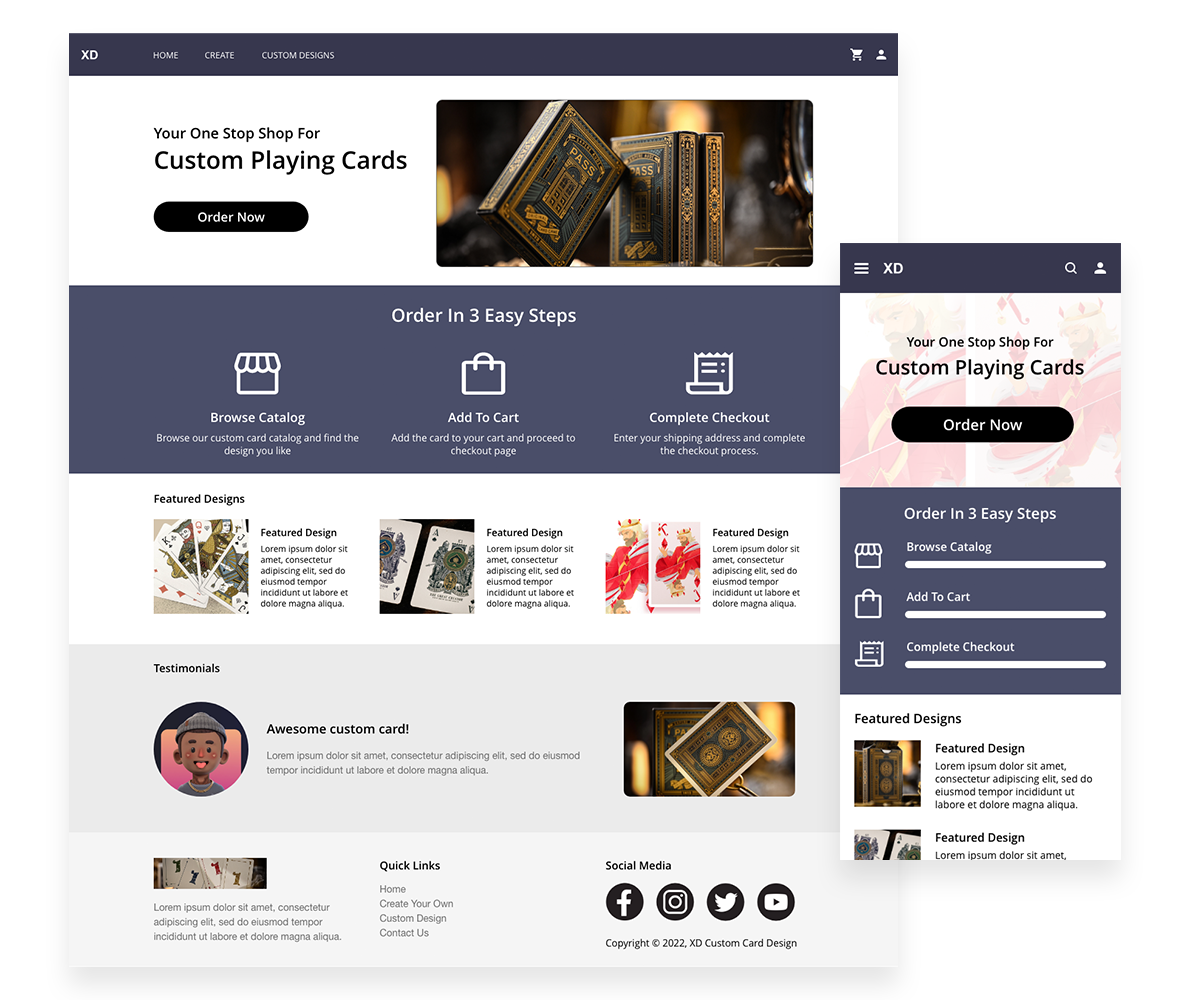 XD
HOME CREATE CUSTOM DESIGNS
Your One Stop Shop For
Custom Playing Cards
Order Now
PASS
PASS
Order In 3 Easy Steps
Browse Catalog
Browse our custom card catalog and find the
design you like
Add To Cart
Add the card to your cart and proceed to
checkout page
Complete Checkout
Enter your shipping address and complete
the checkout process.
Featured Designs
Featured Design
Lorem ipsum dolor sit
amet, consectetur
adipiscing elit, sed do
eiusmod tempor
incididunt ut labore et
dolore magna aliqua.
Featured Design
Lorem ipsum dolor sit
amet, consectetur
adipiscing elit, sed do
eiusmod tempor
incididunt ut labore et
dolore magna aliqua.
Featured Design
Lorem ipsum dolor sit
amet, consectetur
adipiscing elit, sed do
eiusmod tempor
incididunt ut labore et
dolore magna aliqua.
Testimonials
Awesome custom card!
Lorem ipsum dolor sit amet, consectetur adipiscing elit, sed do eiusmod
tempor incididunt ut labore et dolore magna aliqua.
Lorem ipsum dolor sit amet, consectetur
adipiscing elit, sed do eiusmod tempor
incididunt ut labore et dolore magna aliqua.
Quick Links
Home
Create Your Own
Custom Design
Contact Us
Social Media
Copyright © 2022, XD Custom Card Design
XD
Your One Stop Shop For
Custom Playing Cards
Order Now
Order In 3 Easy Steps
Browse Catalog
Add To Cart
Complete Checkout
Featured Designs
Featured Design
Lorem ipsum dolor sit amet,
consectetur adipiscing elit, sed do
eiusmod tempor incididunt ut
labore et dolore magna aliqua.
Featured Design
Lorem ipsum dolor sit amet,